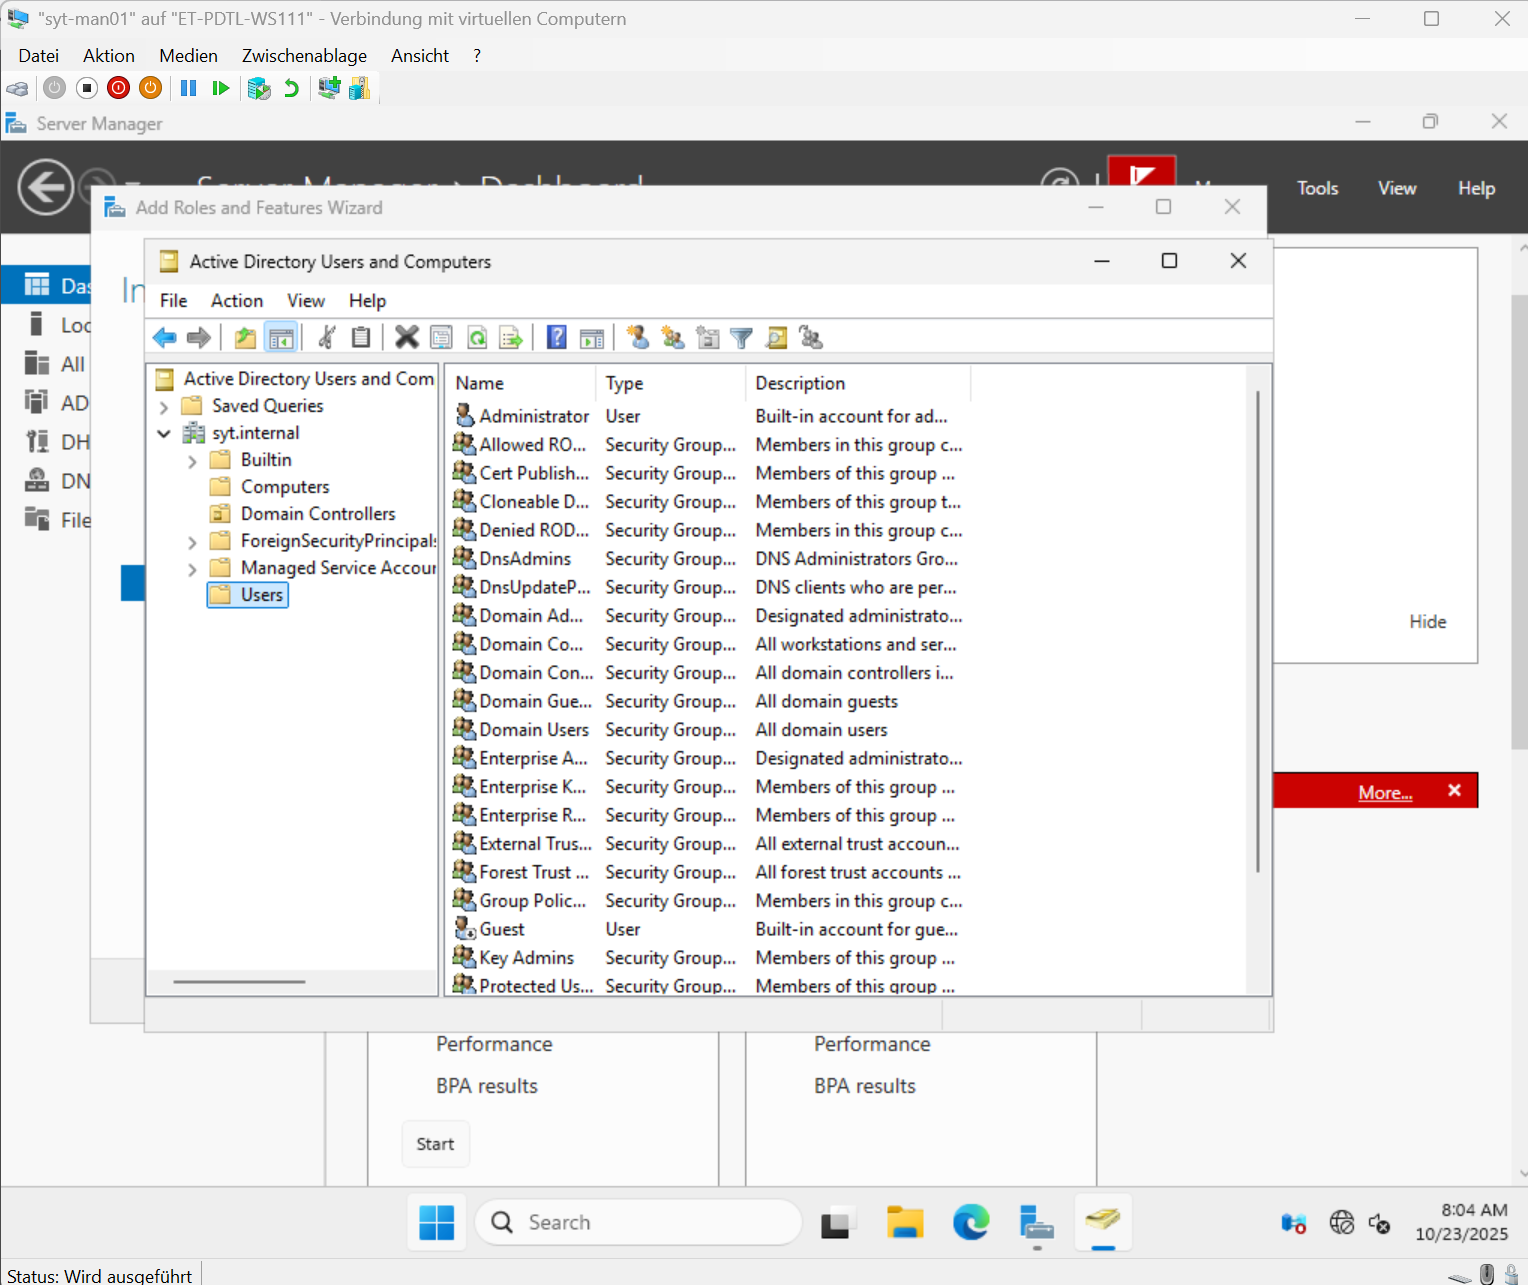 "syt-man01" auf "ET-PDTL-WS111" - Verbindung mit virtuellen Computern
Datei Aktion Medien Zwischenablage Ansicht ?
Server Manager
Server Manager Dashboard
Tools View Help
Add Roles and Features Wizard
Active Directory Users and Computers
File Action View Help
Das
Loc
All
AD
DH
DN
File
In
Active Directory Users and Com
Saved Queries
syt.internal
Builtin
Computers
Domain Controllers
ForeignSecurityPrincipals
Managed Service Accour
Users
Name Type Description
Administrator User Built-in account for ad...
Allowed RO... Security Group... Members in this group c...
Cert Publish... Security Group... Members of this group ...
Cloneable D... Security Group... Members of this group t...
Denied ROD... Security Group... Members in this group c...
DnsAdmins Security Group... DNS Administrators Gro...
DnsUpdateP... Security Group... DNS clients who are per...
Domain Ad... Security Group... Designated administrato...
Domain Co... Security Group... All workstations and ser...
Domain Con... Security Group... All domain controllers i...
Domain Gue... Security Group... All domain guests
Domain Users Security Group... All domain users
Enterprise A... Security Group... Designated administrato...
Enterprise K... Security Group... Members of this group ...
Enterprise R... Security Group... Members of this group ...
External Trus... Security Group... All external trust accoun...
Forest Trust ... Security Group... All forest trust accounts ...
Group Polic... Security Group... Members in this group c...
Guest User Built-in account for gue...
Key Admins Security Group... Members of this group ...
Protected Us... Security Group... Members of this group ...
Hide
More...
Performance
BPA results
Performance
BPA results
Start
Search
8:04 AM
10/23/2025
Status: Wird ausgeführt